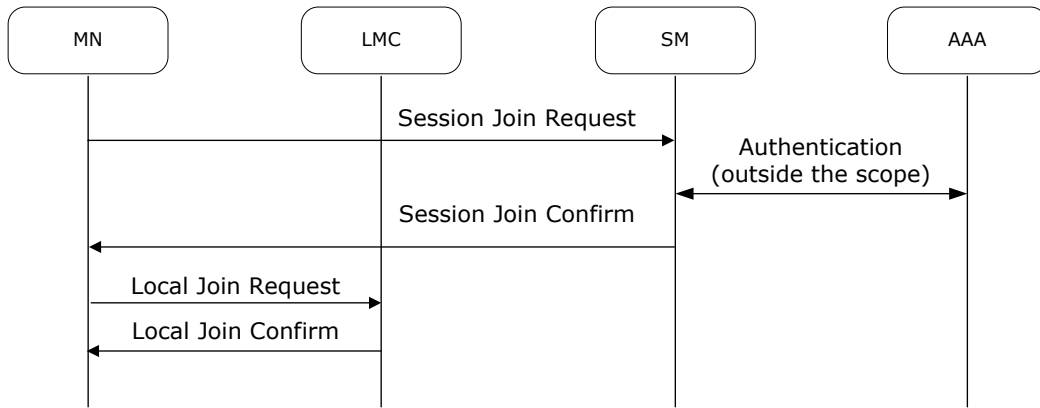 MN
LMC
SM
AAA
Session Join Request
Authentication
(outside the scope)
Session Join Confirm
Local Join Request
Local Join Confirm